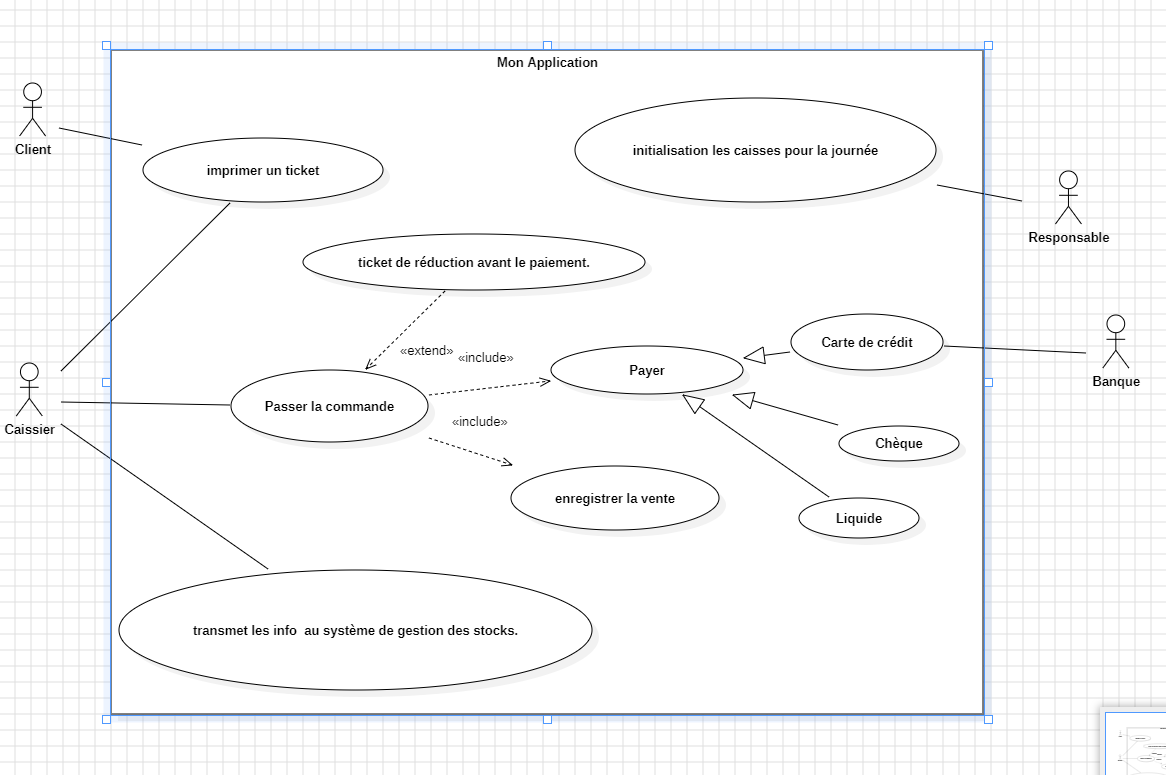 Mon Application
Client
imprimer un ticket
initialisation les caisses pour la journée
Responsable
ticket de réduction avant le paiement.
«extend»
«include»
Carte de crédit
Payer
Banque
Passer la commande
Caissier
«include»
Chèque
enregistrer la vente
Liquide
transmet les info  au système de gestion des stocks.